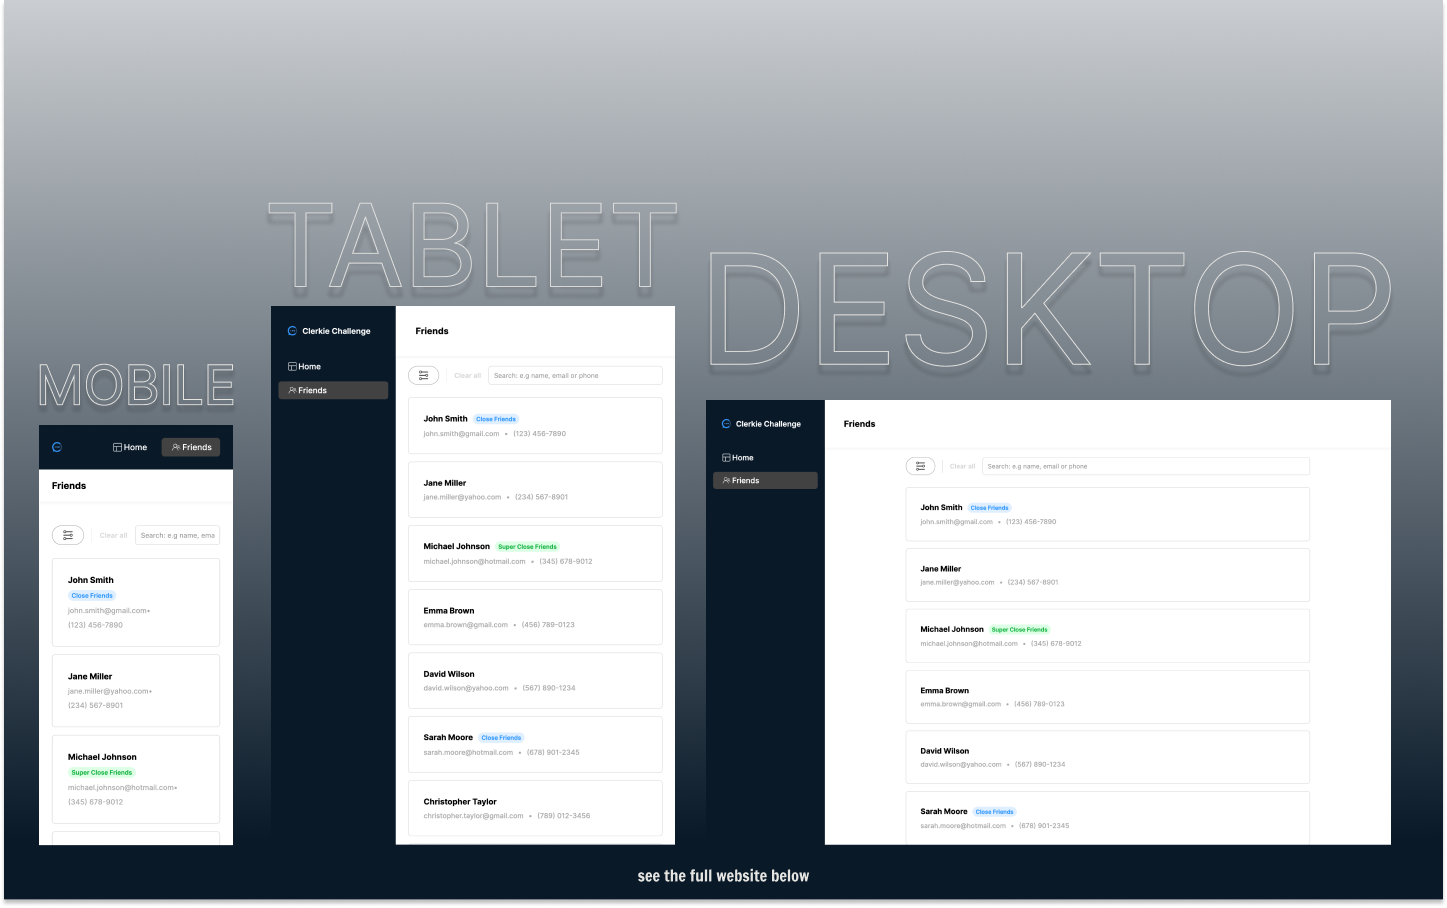 MOBILE
Home
Friends
Friends
Clear all
Search: e.g name, ema
John Smith
Close Friends
john.smith@gmail.com•
(123) 456-7890
Jane Miller
jane.miller@yahoo.com•
(234) 567-8901
Michael Johnson
Super Close Friends
michael.johnson@hotmail.com•
(345) 678-9012
TABLET
Clerkie Challenge
Home
Friends
Friends
Clear all
Search: e.g name, email or phone
John Smith Close Friends
john.smith@gmail.com • (123) 456-7890
Jane Miller
jane.miller@yahoo.com • (234) 567-8901
Michael Johnson Super Close Friends
michael.johnson@hotmail.com • (345) 678-9012
Emma Brown
emma.brown@gmail.com • (456) 789-0123
David Wilson
david.wilson@yahoo.com • (567) 890-1234
Sarah Moore Close Friends
sarah.moore@hotmail.com • (678) 901-2345
Christopher Taylor
christopher.taylor@gmail.com • (789) 012-3456
DESKTOP
Clerkie Challenge
Home
Friends
Friends
Clear all
Search: e.g name, email or phone
John Smith Close Friends
john.smith@gmail.com • (123) 456-7890
Jane Miller
jane.miller@yahoo.com • (234) 567-8901
Michael Johnson Super Close Friends
michael.johnson@hotmail.com • (345) 678-9012
Emma Brown
emma.brown@gmail.com • (456) 789-0123
David Wilson
david.wilson@yahoo.com • (567) 890-1234
Sarah Moore Close Friends
sarah.moore@hotmail.com • (678) 901-2345
see the full website below